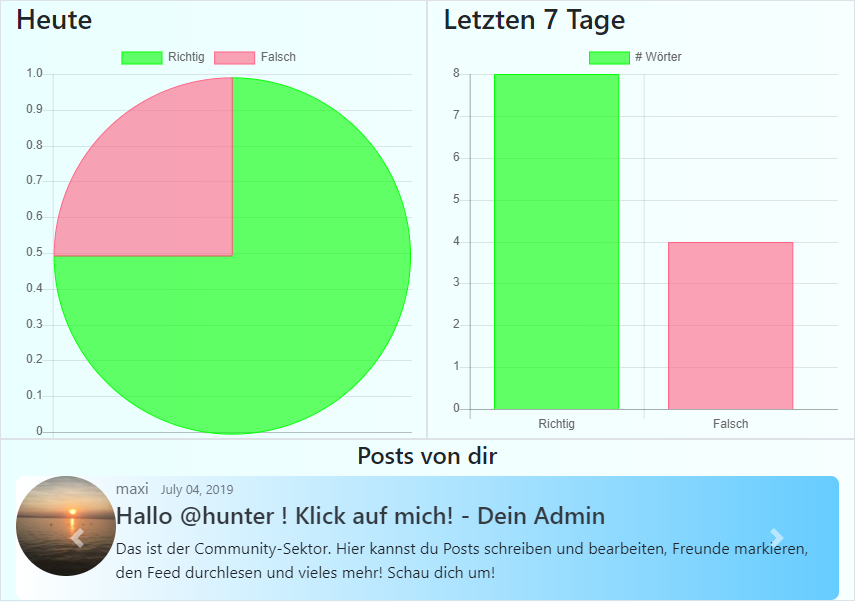 Heute
Richtig Falsch
1.0
0.9
0.8
0.7
0.6
0.5
0.4
0.3
0.2
0.1
0
Letzten 7 Tage
# Wörter
8
7
6
5
4
3
2
1
0
Richtig Falsch
Posts von dir
maxi July 04, 2019
Hallo @hunter ! Klick auf mich! - Dein Admin
Das ist der Community-Sektor. Hier kannst du Posts schreiben und bearbeiten, Freunde markieren,
den Feed durchlesen und vieles mehr! Schau dich um!